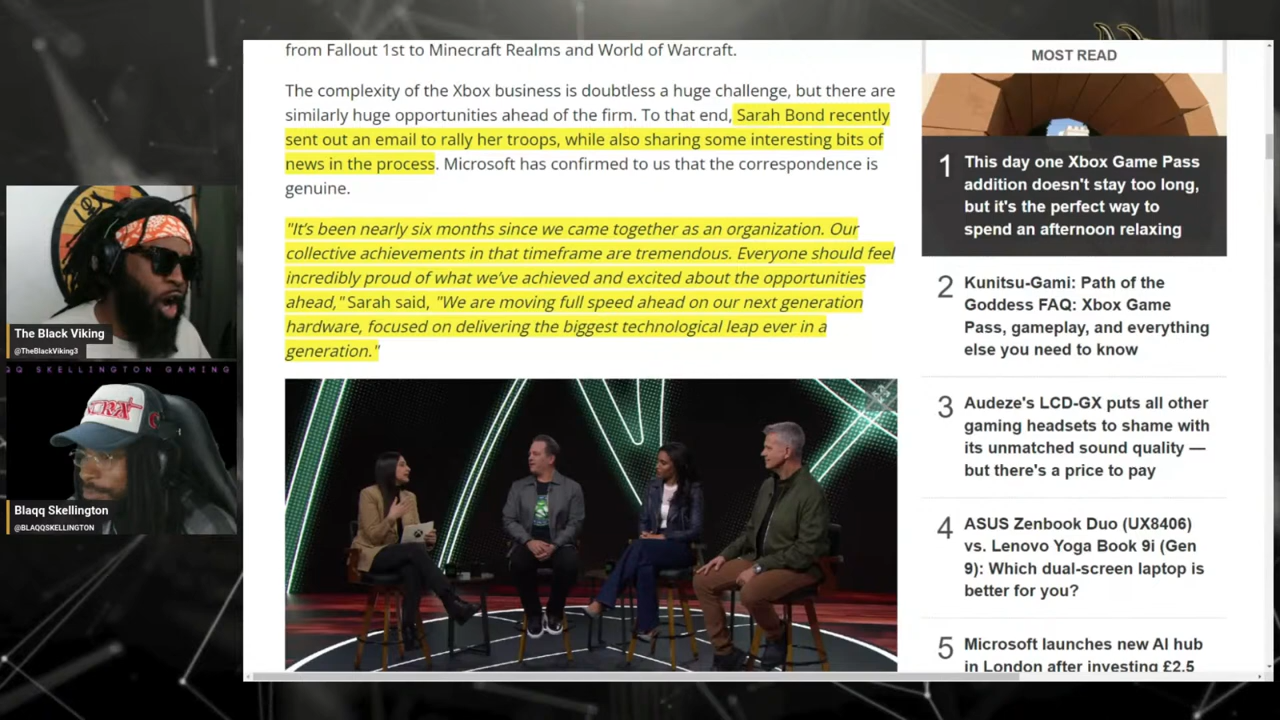 from Fallout 1st to Minecraft Realms and World of Warcraft.
The complexity of the Xbox business is doubtless a huge challenge, but there are
similarly huge opportunities ahead of the firm. To that end, Sarah Bond recently
sent out an email to rally her troops, while also sharing some interesting bits of
news in the process. Microsoft has confirmed to us that the correspondence is
genuine.
"It's been nearly six months since we came together as an organization. Our
collective achievements in that timeframe are tremendous. Everyone should feel
incredibly proud of what we've achieved and excited about the opportunities
ahead," Sarah said, "We are moving full speed ahead on our next generation
hardware, focused on delivering the biggest technological leap ever in a
generation."
MOST READ
1
This day one Xbox Game Pass
addition doesn't stay too long,
but it's the perfect way to
spend an afternoon relaxing
2
Kunitsu-Gami: Path of the
Goddess FAQ: Xbox Game
Pass, gameplay, and everything
else you need to know
3
Audeze's LCD-GX puts all other
gaming headsets to shame with
its unmatched sound quality —
but there's a price to pay
4
ASUS Zenbook Duo (UX8406)
vs. Lenovo Yoga Book 9i (Gen
9): Which dual-screen laptop is
better for you?
5
Microsoft launches new AI hub
in London after investing £2.5
The Black Viking
@TheBlackViking3
QQ SKELLINGTON GAMING
Blaqq Skellington
@BLAQQSKELLINGTON